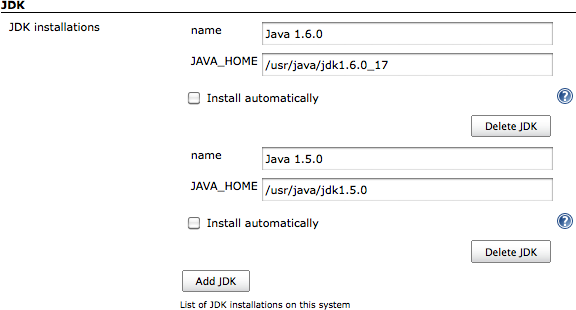 JDK
JDK installations
name Java 1.6.0
JAVA_HOME /usr/java/jdk1.6.0_17
Install automatically ?
Delete JDK
name Java 1.5.0
JAVA_HOME /usr/java/jdk1.5.0
Install automatically ?
Delete JDK
Add JDK
List of JDK installations on this system